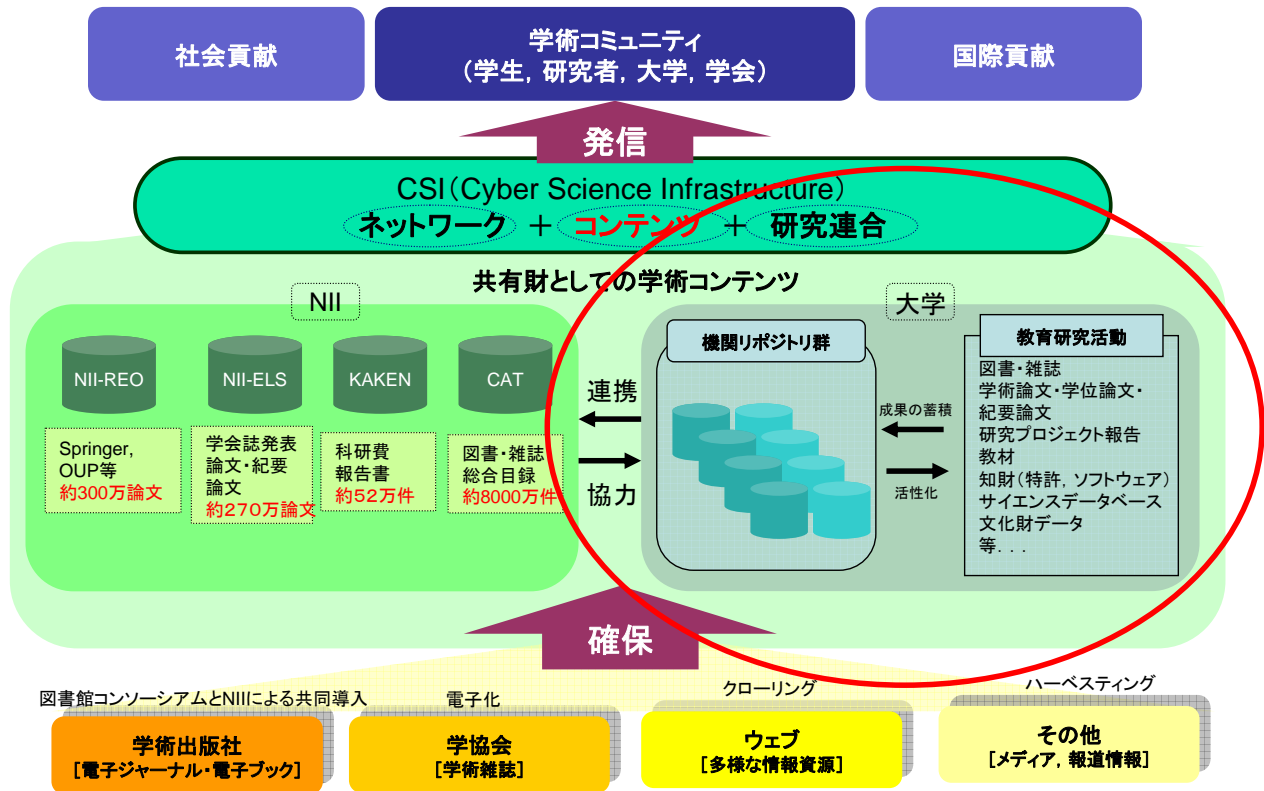 社会貢献
学術コミュニティ
(学生, 研究者, 大学, 学会)
国際貢献
発信
CSI(Cyber Science Infrastructure)
ネットワーク + コンテンツ + 研究連合
共有財としての学術コンテンツ
NII
NII-REO
NII-ELS
KAKEN
CAT
Springer,
OUP等
約300万論文
学会誌発表
論文・紀要
論文
約270万論文
科研費
報告書
約52万件
図書・雑誌
総合目録
約8000万件
連携
協力
大学
機関リポジトリ群
成果の蓄積
活性化
教育研究活動
図書・雑誌
学術論文・学位論文・
紀要論文
研究プロジェクト報告
教材
知財(特許, ソフトウェア)
サイエンスデータベース
文化財データ
等...
確保
図書館コンソーシアムとNIIによる共同導入
学術出版社
[電子ジャーナル・電子ブック]
電子化
学協会
[学術雑誌]
クローリング
ウェブ
[多様な情報資源]
ハーベスティング
その他
[メディア, 報道情報]